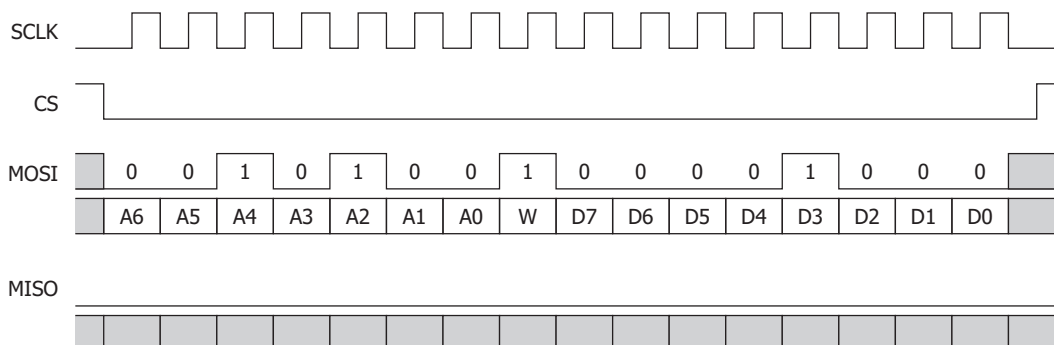 SCLK
CS
MOSI 0 0 1 0 1 0 0 1 0 0 0 0 1 0 0 0
A6 A5 A4 A3 A2 A1 A0 W D7 D6 D5 D4 D3 D2 D1 D0
MISO